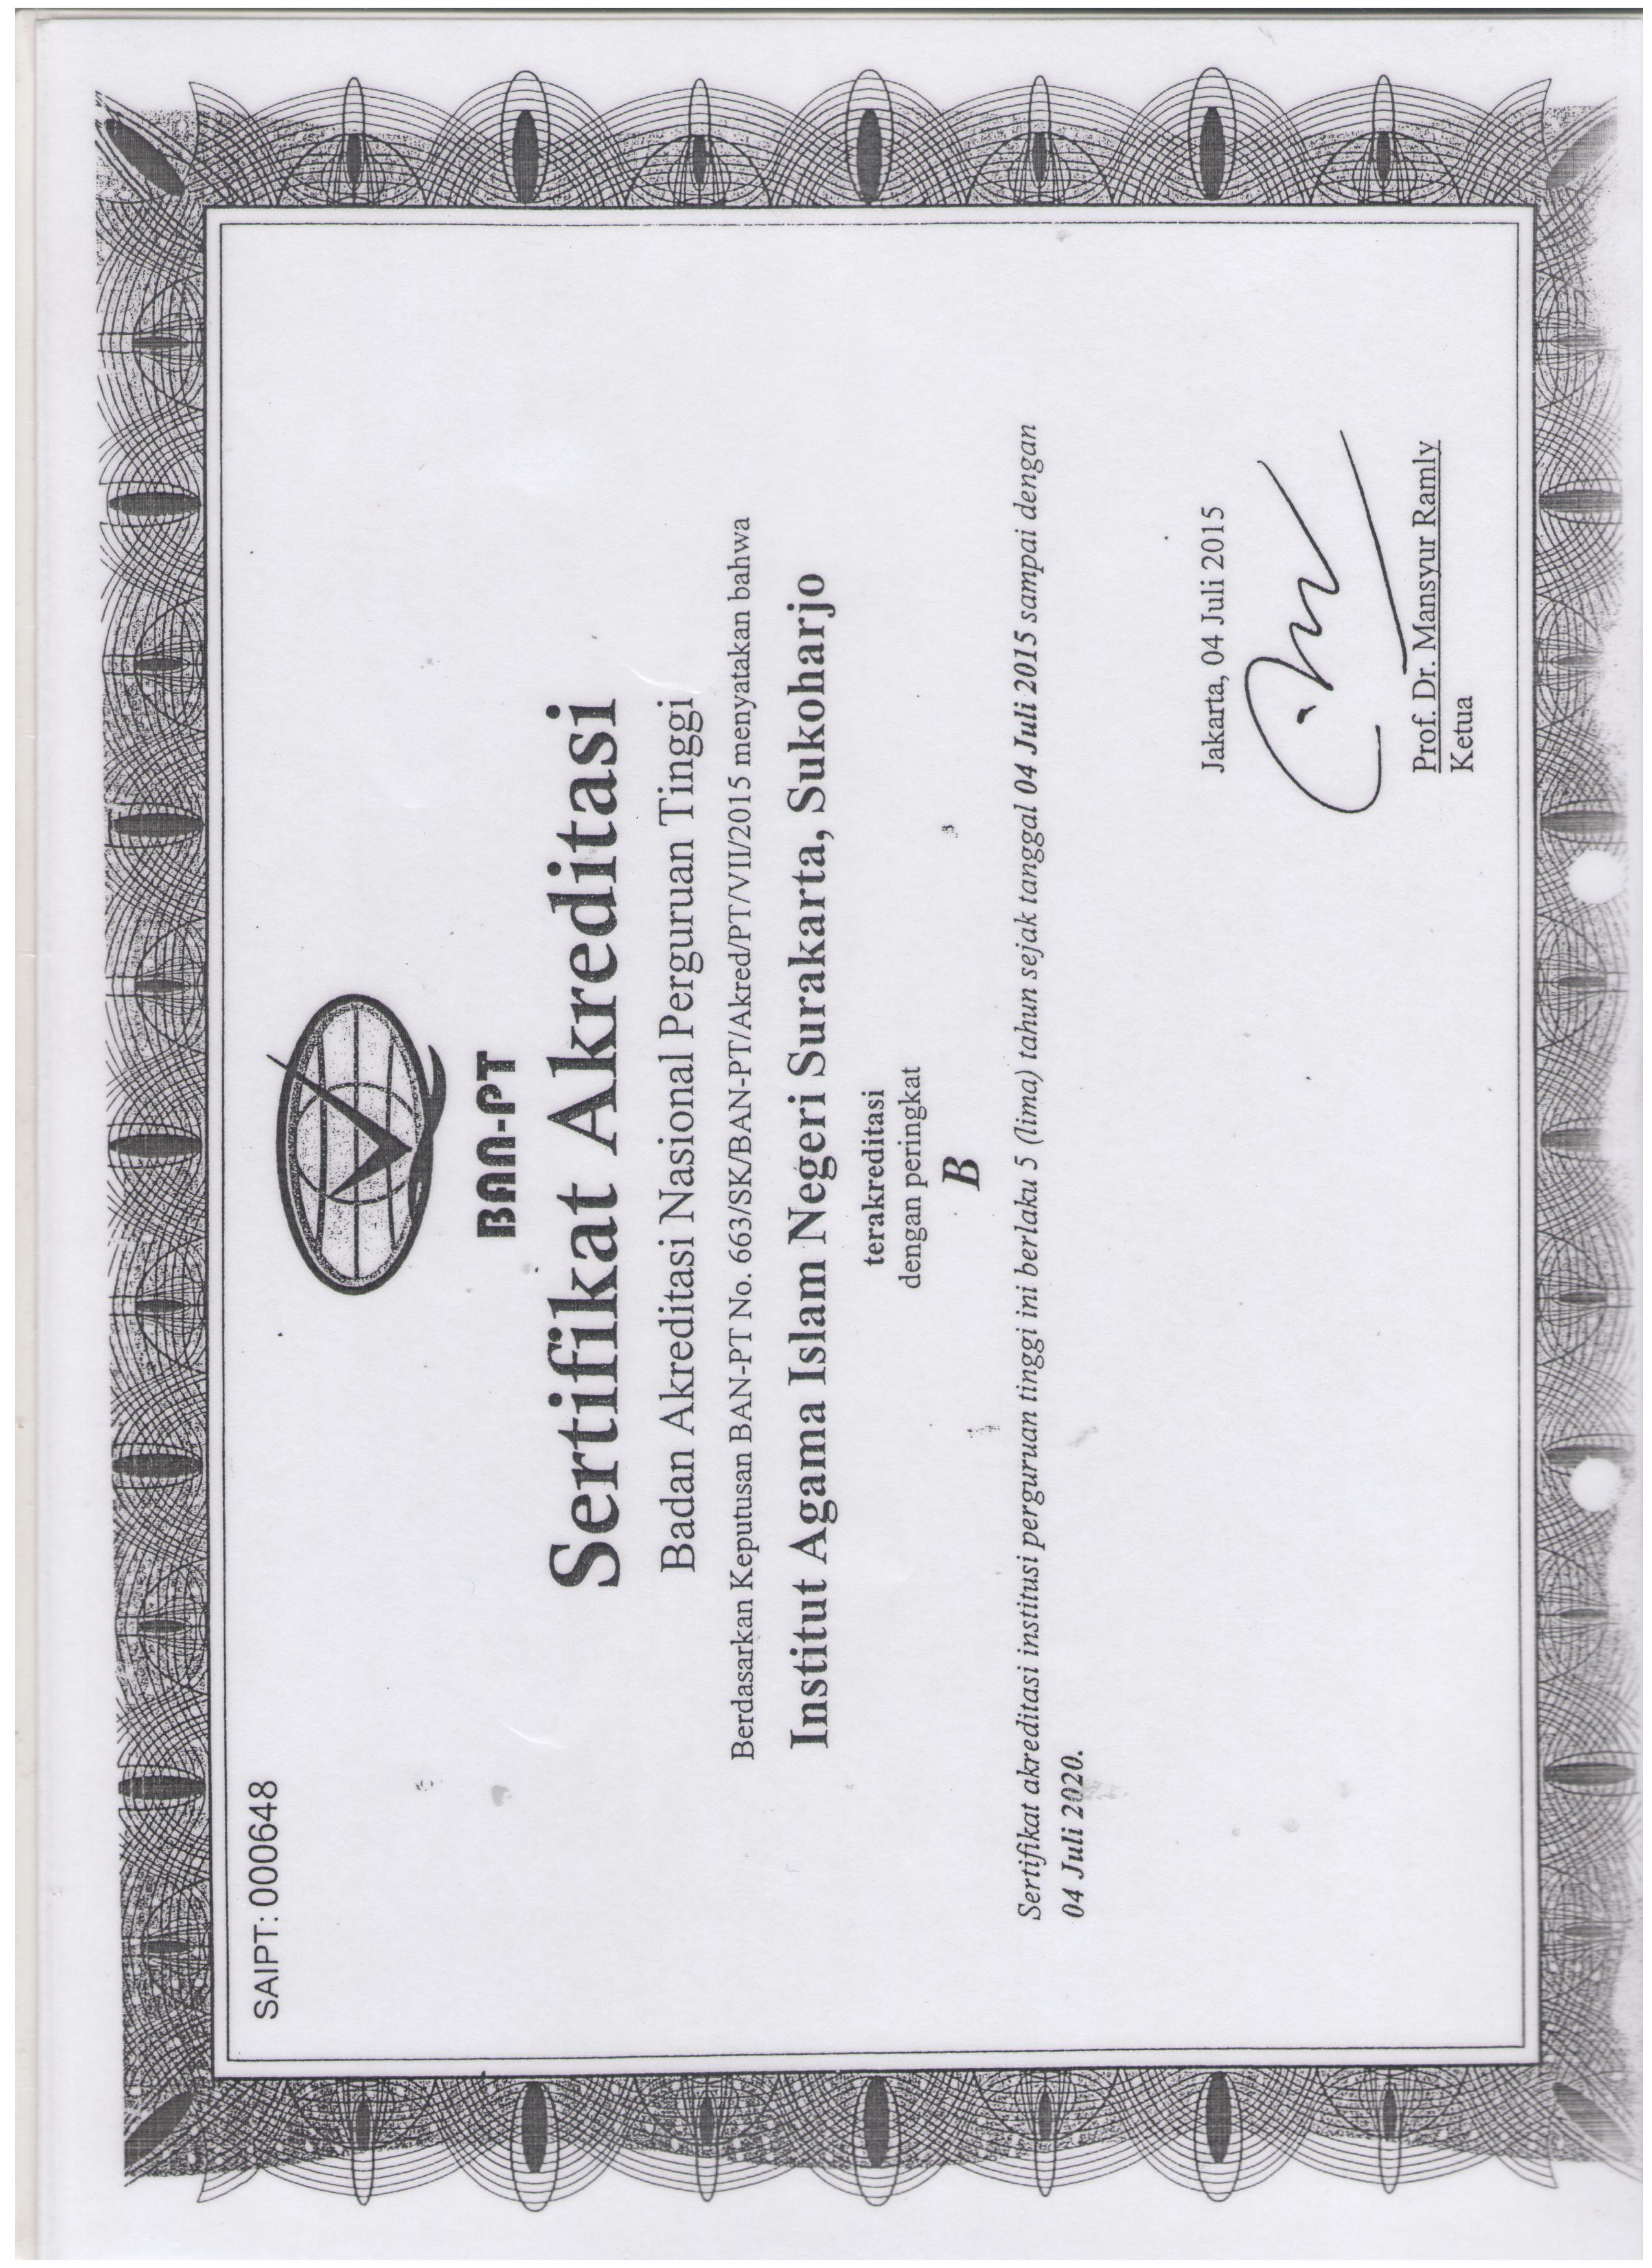 SAIPT: 000648
BAN-PT
Sertifikat Akreditasi
Badan Akreditasi Nasional Perguruan Tinggi
Berdasarkan Keputusan BAN-PT No. 663/SK/BAN-PT/Akred/PT/VII/2015 menyatakan bahwa
Institut Agama Islam Negeri Surakarta, Sukoharjo
terakreditasi
dengan peringkat
B
Sertifikat akreditasi institusi perguruan tinggi ini berlaku 5 (lima) tahun sejak tanggal 04 Juli 2015 sampai dengan
04 Juli 2020.
Jakarta, 04 Juli 2015
Prof. Dr. Mansyur Ramly
Ketua